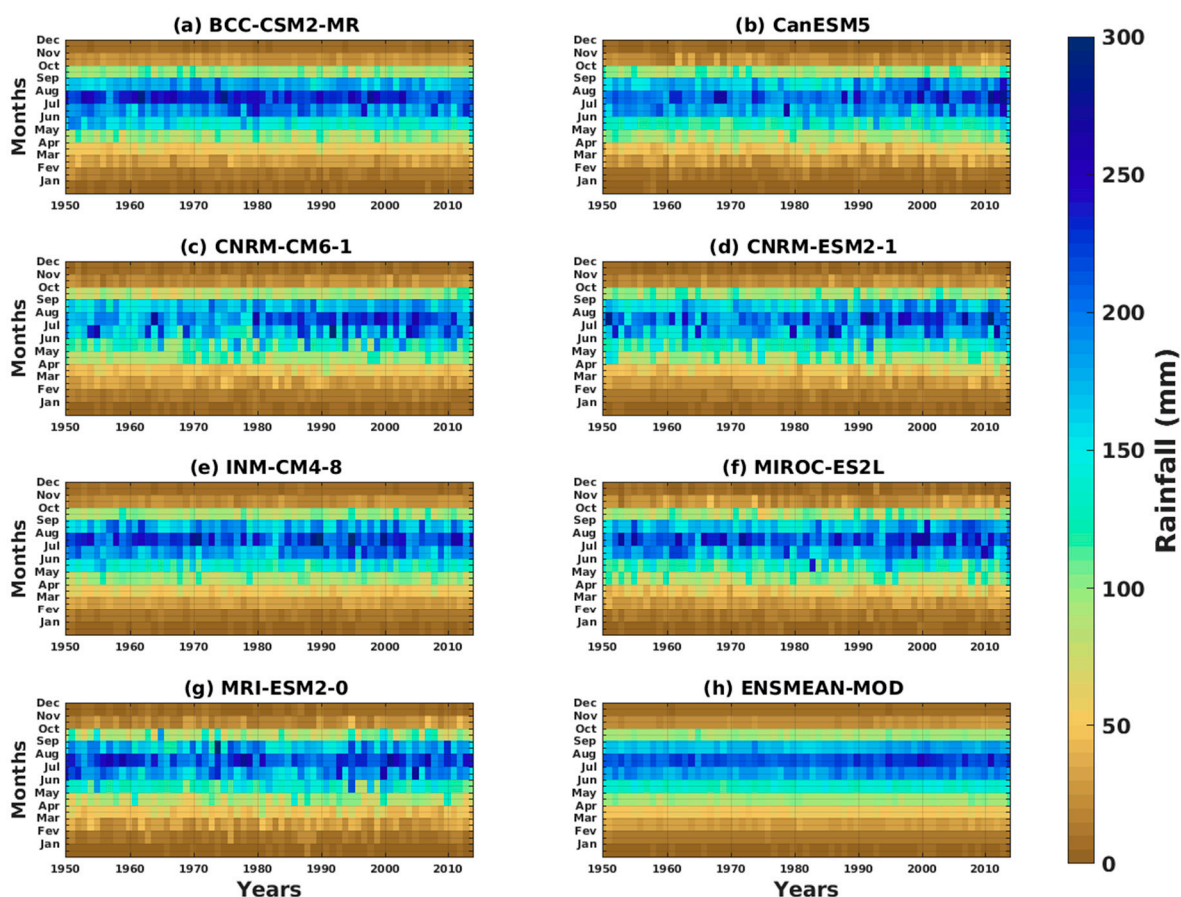 (a) BCC-CSM2-MR
(b) CanESM5
Months
Dec
Nov
Oct
Sep
Aug
Jul
Jun
May
Apr
Mar
Fev
Jan
1950 1960 1970 1980 1990 2000 2010
Dec
Nov
Oct
Sep
Aug
Jul
Jun
May
Apr
Mar
Fev
Jan
1950 1960 1970 1980 1990 2000 2010
(c) CNRM-CM6-1
(d) CNRM-ESM2-1
Dec
Nov
Oct
Sep
Aug
Jul
Jun
May
Apr
Mar
Fev
Jan
1950 1960 1970 1980 1990 2000 2010
Dec
Nov
Oct
Sep
Aug
Jul
Jun
May
Apr
Mar
Fev
Jan
1950 1960 1970 1980 1990 2000 2010
(e) INM-CM4-8
(f) MIROC-ES2L
Dec
Nov
Oct
Sep
Aug
Jul
Jun
May
Apr
Mar
Fev
Jan
1950 1960 1970 1980 1990 2000 2010
Dec
Nov
Oct
Sep
Aug
Jul
Jun
May
Apr
Mar
Fev
Jan
1950 1960 1970 1980 1990 2000 2010
(g) MRI-ESM2-0
(h) ENSMEAN-MOD
Months
Dec
Nov
Oct
Sep
Aug
Jul
Jun
May
Apr
Mar
Fev
Jan
1950 1960 1970 1980 1990 2000 2010
Years
Dec
Nov
Oct
Sep
Aug
Jul
Jun
May
Apr
Mar
Fev
Jan
1950 1960 1970 1980 1990 2000 2010
Years
300
250
200
150
100
50
0
Rainfall (mm)